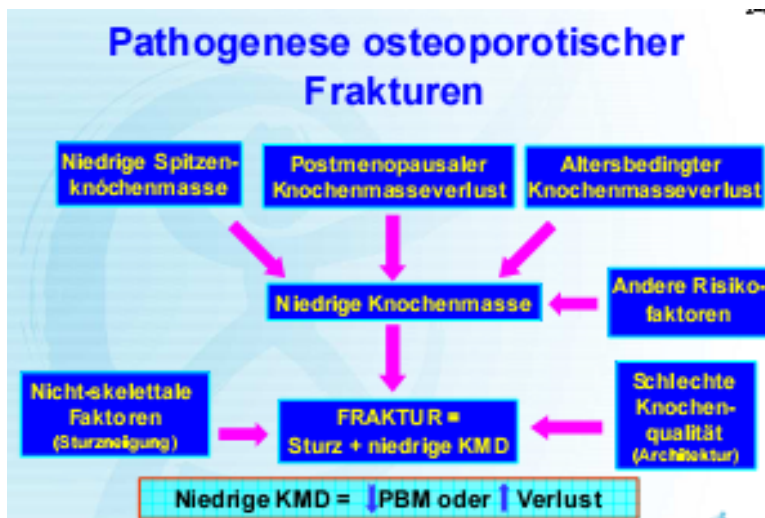 Pathogenese osteoporotischer
Frakturen
Niedrige Spitzen-
knöchenmasse
Postmenopausaler
Knochenmasseverlust
Altersbedingter
Knochenmasseverlust
Niedrige Knochenmasse
Andere Risiko-
faktoren
Nicht-skelettale
Faktoren
(Sturzneigung)
FRAKTUR =
Sturz + niedrige KMD
Schlechte
Knochen-
qualität
(Architektur)
Niedrige KMD = ↓PBM oder ↑ Verlust